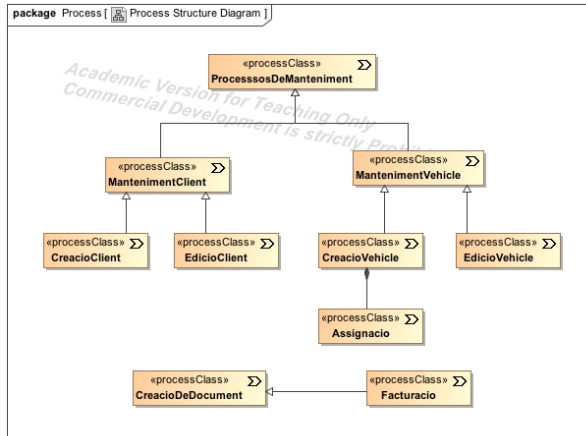 package Process [ Process Structure Diagram ]
Academic Version for Teaching Only
Commercial Development is strictly
«processClass»
ProcesssosDeManteniment
«processClass»
MantenimentClient
«processClass»
MantenimentVehicle
«processClass»
CreacioClient
«processClass»
EdicioClient
«processClass»
CreacioVehicle
«processClass»
EdicioVehicle
«processClass»
Assignacio
«processClass»
CreacioDeDocument
«processClass»
Facturacio